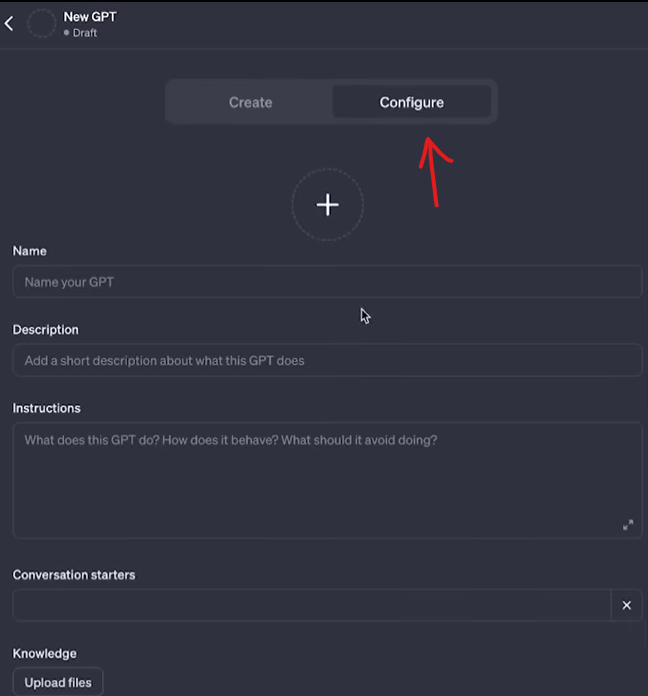 New GPT
Draft
Create
Configure
Name
Name your GPT
Description
Add a short description about what this GPT does
Instructions
What does this GPT do? How does it behave? What should it avoid doing?
Conversation starters
Knowledge
Upload files